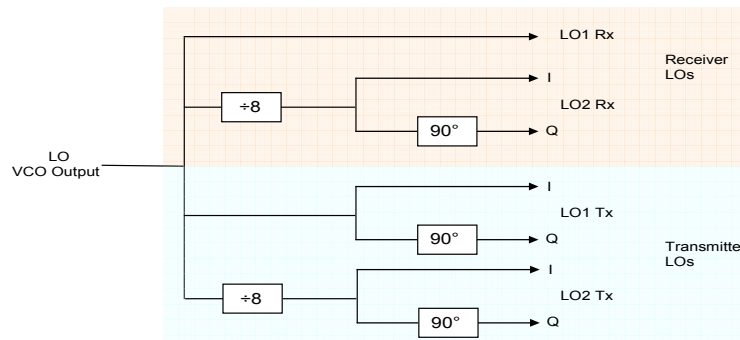 LO1 Rx
Receiver
LOs
I
÷8
LO2 Rx
90°
Q
LO
VCO Output
I
LO1 Tx
90°
Q
Transmitte
LOs
I
÷8
LO2 Tx
90°
Q